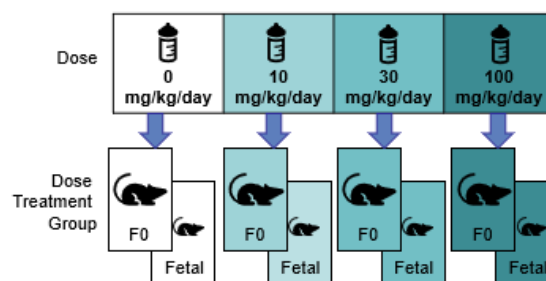 Dose
0
mg/kg/day
10
mg/kg/day
30
mg/kg/day
100
mg/kg/day
Dose
Treatment
Group
F0
Fetal
F0
Fetal
F0
Fetal
F0
Fetal